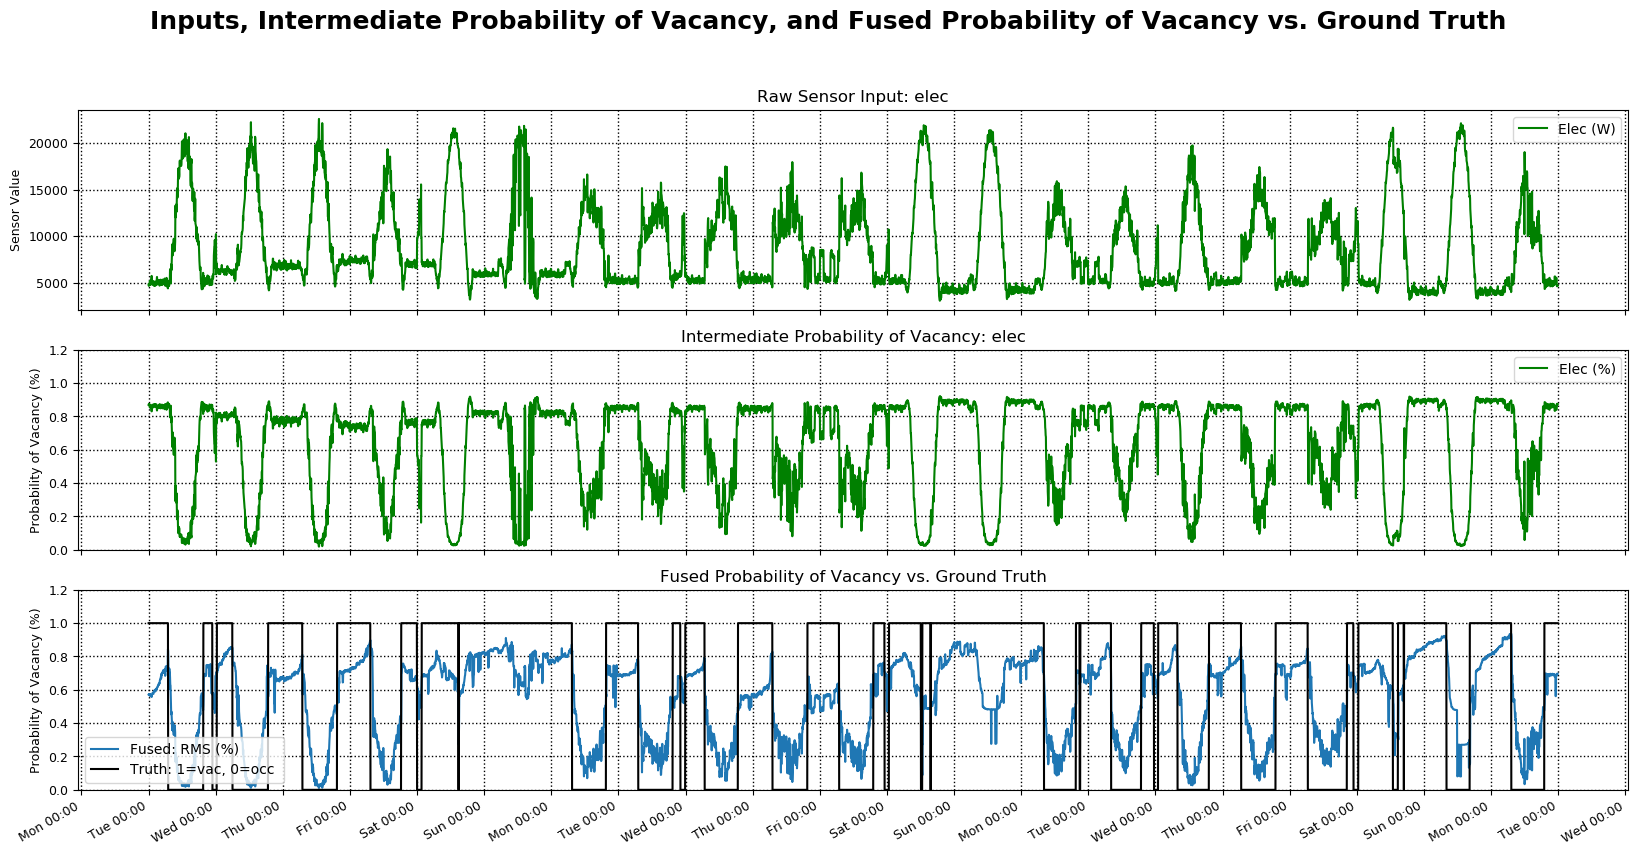 Inputs, Intermediate Probability of Vacancy, and Fused Probability of Vacancy vs. Ground Truth
Raw Sensor Input: elec
Sensor Value
20000
15000
10000
5000
Elec (W)
Intermediate Probability of Vacancy: elec
Probability of Vacancy (%)
1.2
1.0
0.8
0.6
0.4
0.2
0.0
Elec (%)
Fused Probability of Vacancy vs. Ground Truth
Probability of Vacancy (%)
1.2
1.0
0.8
0.6
0.4
0.2
0.0
Fused: RMS (%)
Truth: 1=vac, 0=occ
Mon 00:00
Tue 00:00
Wed 00:00
Thu 00:00
Fri 00:00
Sat 00:00
Sun 00:00
Mon 00:00
Tue 00:00
Wed 00:00
Thu 00:00
Fri 00:00
Sat 00:00
Sun 00:00
Mon 00:00
Tue 00:00
Wed 00:00
Thu 00:00
Fri 00:00
Sat 00:00
Sun 00:00
Mon 00:00
Tue 00:00
Wed 00:00